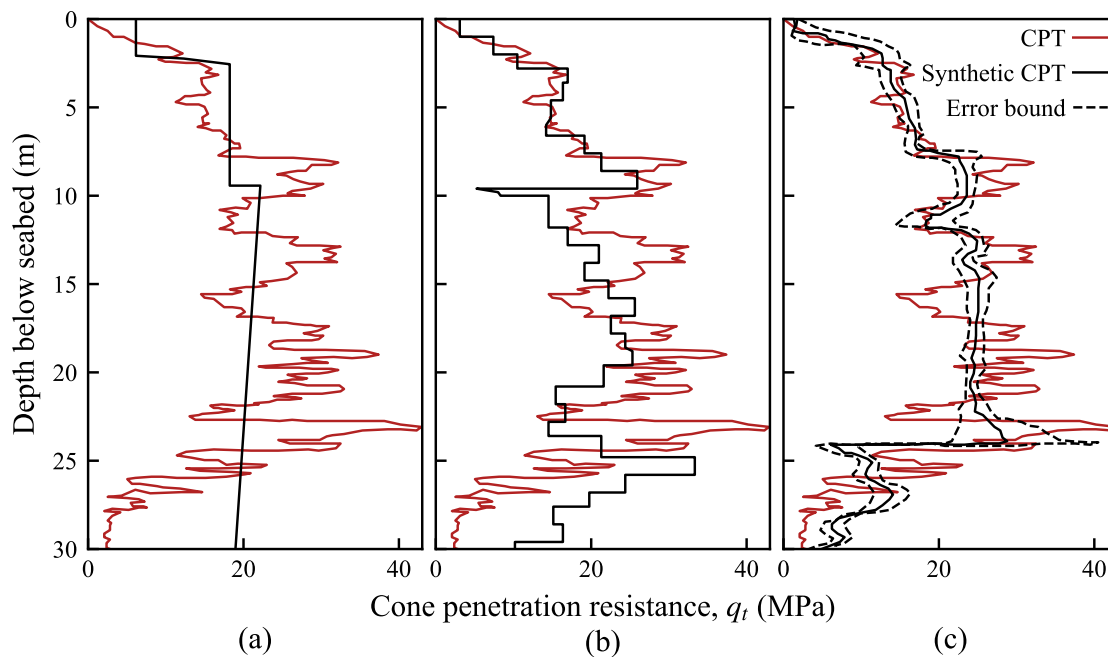 CPT
Synthetic CPT
Error bound
0
5
10
15
20
25
30
Depth below seabed (m)
0 20 40 0 20 40 0 20 40
Cone penetration resistance, qt (MPa)
(a) (b) (c)